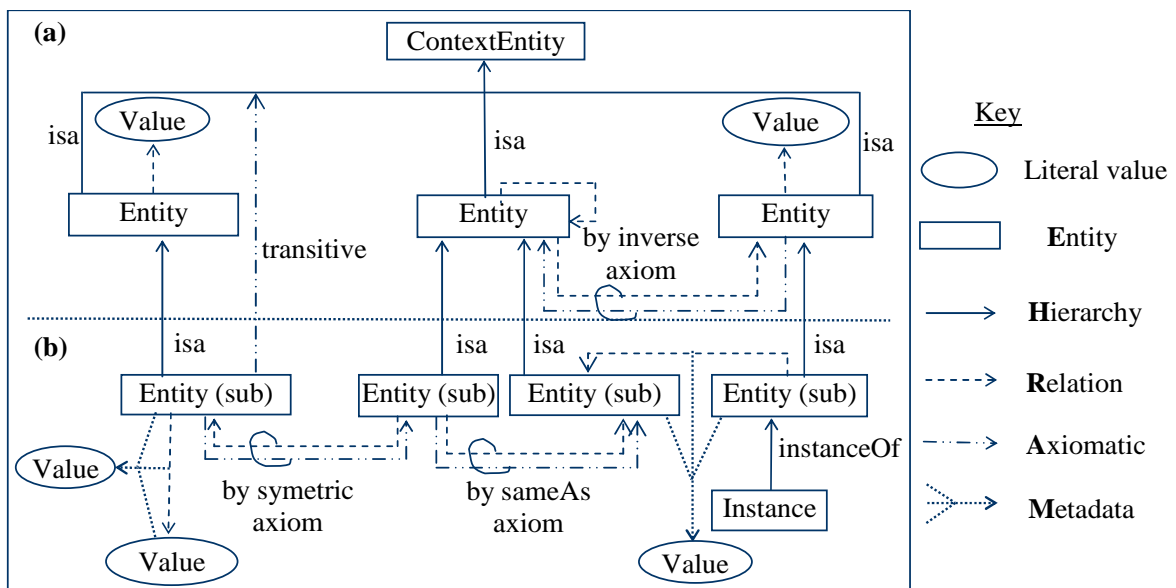 (a)
ContextEntity
Value
Value
isa
isa
isa
Entity
Entity
Entity
transitive
by inverse
axiom
(b)
isa
isa
isa
isa
Entity (sub)
Entity (sub)
Entity (sub)
Entity (sub)
instanceOf
Value
by symetric
axiom
by sameAs
axiom
Instance
Value
Value
Key
Literal value
Entity
Hierarchy
Relation
Axiomatic
Metadata